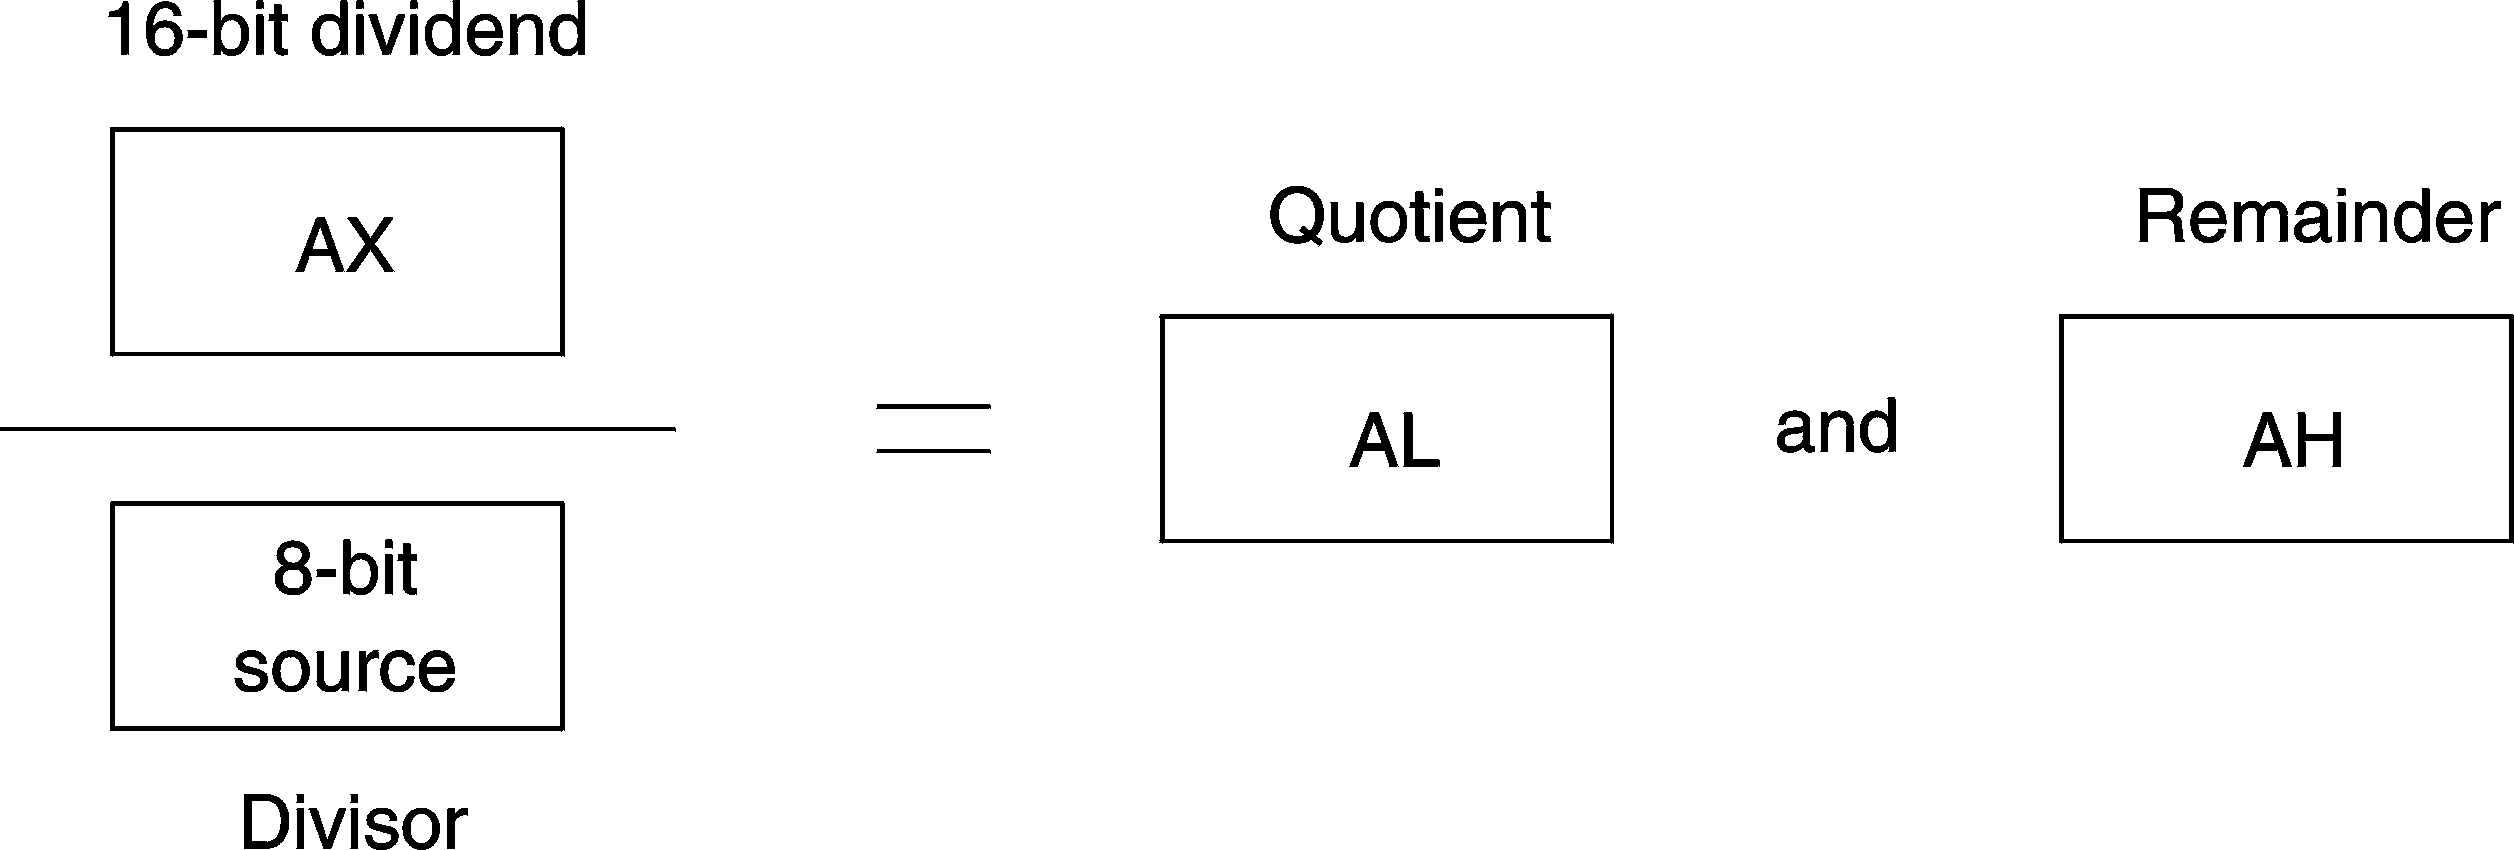 16-bit dividend
AX
8-bit
source
Divisor
Quotient
AL
and
Remainder
AH